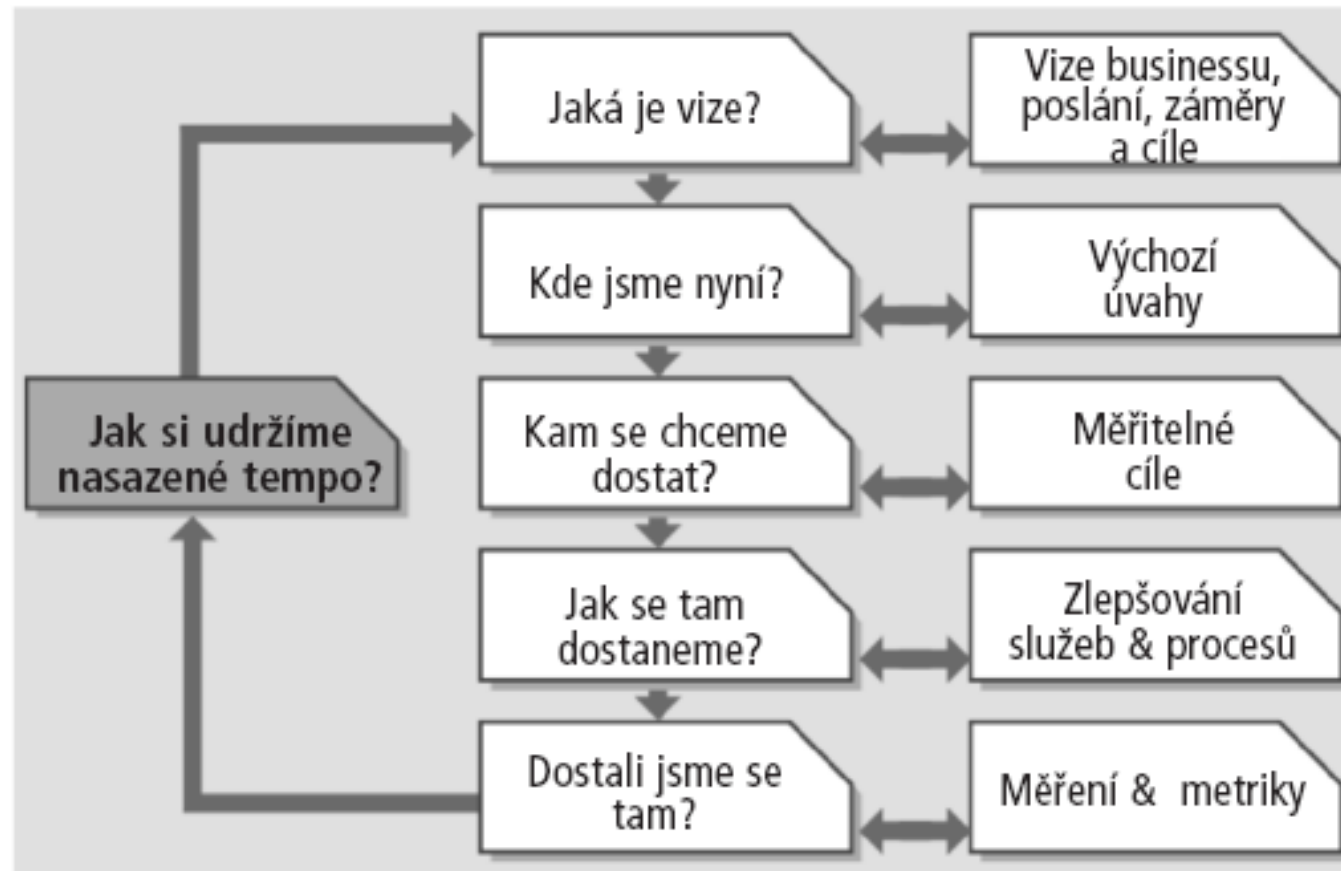 Jaká je vize?
Vize businessu,
poslání, záměry
a cíle
Kde jsme nyní?
Výchozí
úvahy
Jak si udržíme
nasazené tempo?
Kam se chceme
dostat?
Měřitelné
cíle
Jak se tam
dostaneme?
Zlepšování
služeb & procesů
Dostali jsme se
tam?
Měření & metriky